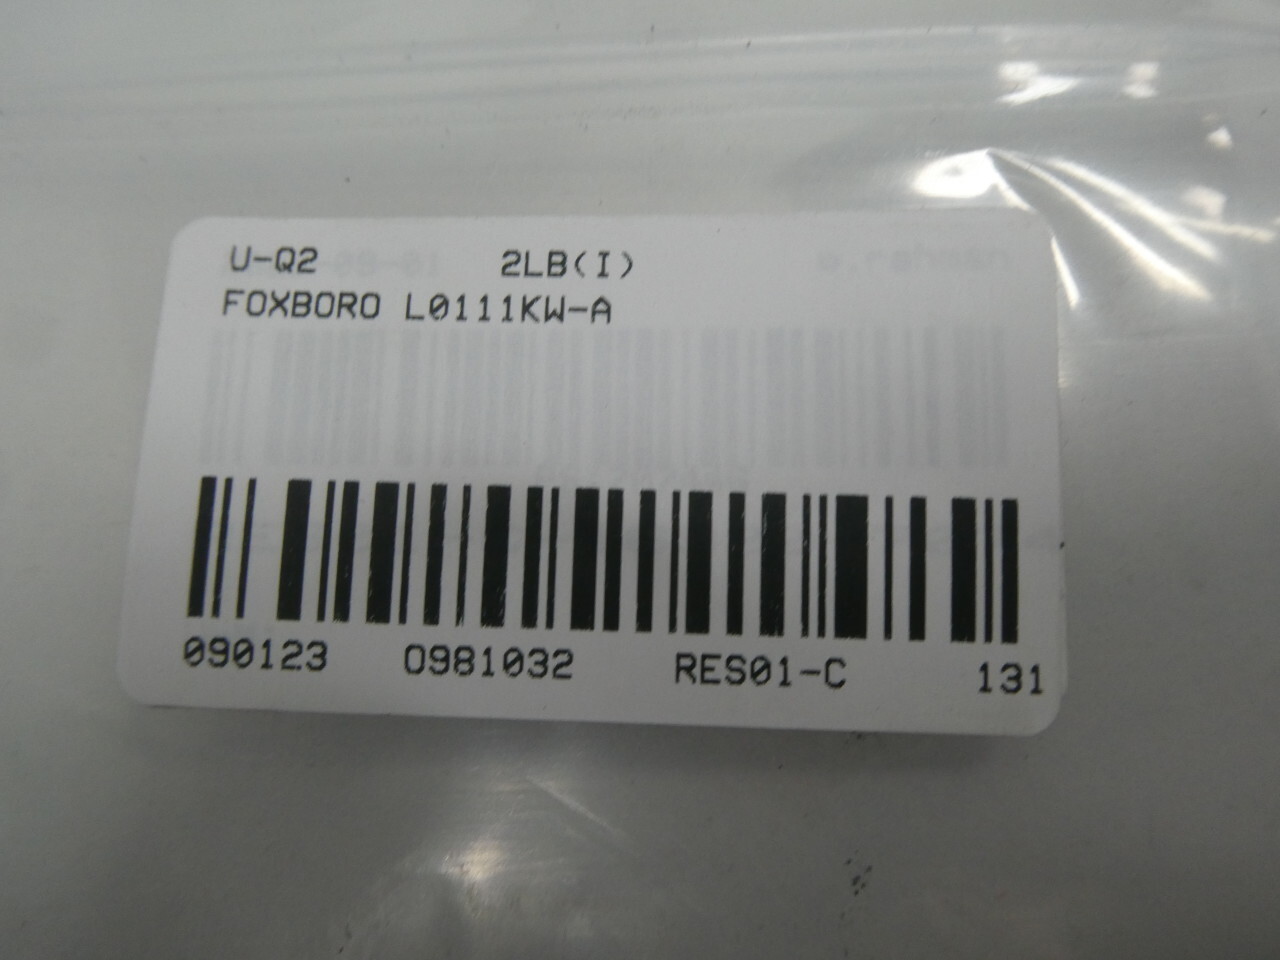 U-Q2 2LB(I)
FOXBORO L0111KW-A
090123 0981032 RES01-C 131